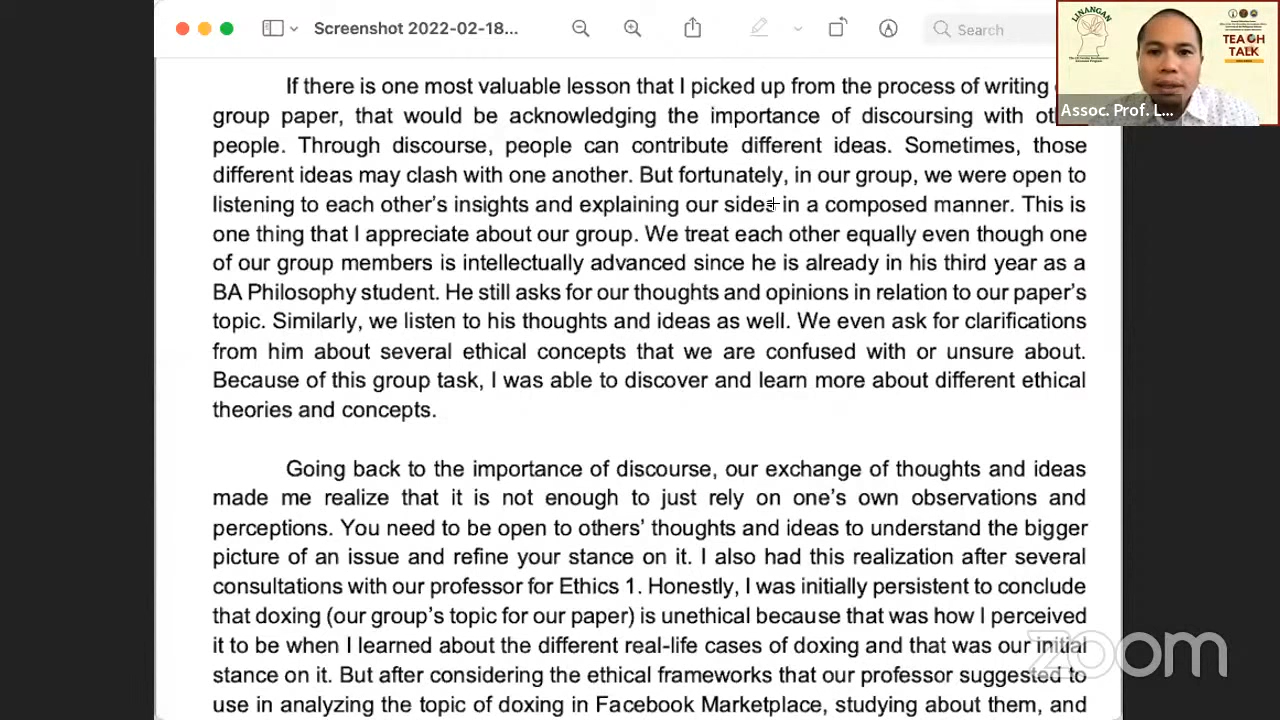 Screenshot 2022-02-18...
Search
LINANGAN
TEACH
TALK
Assoc. Prof. L...
If there is one most valuable lesson that I picked up from the process of writing
group paper, that would be acknowledging the importance of discoursing with
people. Through discourse, people can contribute different ideas. Sometimes, those
different ideas may clash with one another. But fortunately, in our group, we were open to
listening to each other’s insights and explaining our sides in a composed manner. This is
one thing that I appreciate about our group. We treat each other equally even though one
of our group members is intellectually advanced since he is already in his third year as a
BA Philosophy student. He still asks for our thoughts and opinions in relation to our paper’s
topic. Similarly, we listen to his thoughts and ideas as well. We even ask for clarifications
from him about several ethical concepts that we are confused with or unsure about.
Because of this group task, I was able to discover and learn more about different ethical
theories and concepts.
Going back to the importance of discourse, our exchange of thoughts and ideas
made me realize that it is not enough to just rely on one’s own observations and
perceptions. You need to be open to others’ thoughts and ideas to understand the bigger
picture of an issue and refine your stance on it. I also had this realization after several
consultations with our professor for Ethics 1. Honestly, I was initially persistent to conclude
that doxing (our group’s topic for our paper) is unethical because that was how I perceived
it to be when I learned about the different real-life cases of doxing and that was our initial
stance on it. But after considering the ethical frameworks that our professor suggested to
use in analyzing the topic of doxing in Facebook Marketplace, studying about them, and
zoom